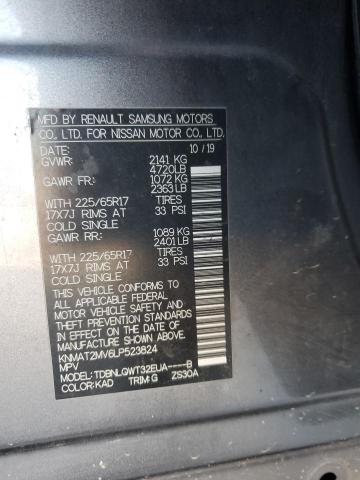 MFD BY RENAULT SAMSUNG MOTORS
CO., LTD. FOR NISSAN MOTOR CO., LTD.
DATE: 10 / 19
GVWR: 2141 KG
4720LB
GAWR FR: 1072 KG
2363 LB
WITH 225/65R17 TIRES
17X7J RIMS AT 33 PSI
COLD SINGLE
GAWR RR: 1089 KG
2401 LB
WITH 225/65R17 TIRES
17X7J RIMS AT 33 PSI
COLD SINGLE
THIS VEHICLE CONFORMS TO
ALL APPLICABLE FEDERAL
MOTOR VEHICLE SAFETY, BUMPER,
AND THEFT PREVENTION STANDARDS
IN EFFECT ON THE DATE OF
MANUFACTURE SHOWN ABOVE.
KNMAT2MV6LP523824
MPV
MODEL: TDBNLQWT32EUA----B
COLOR: KAD TRIM: G ZS30A